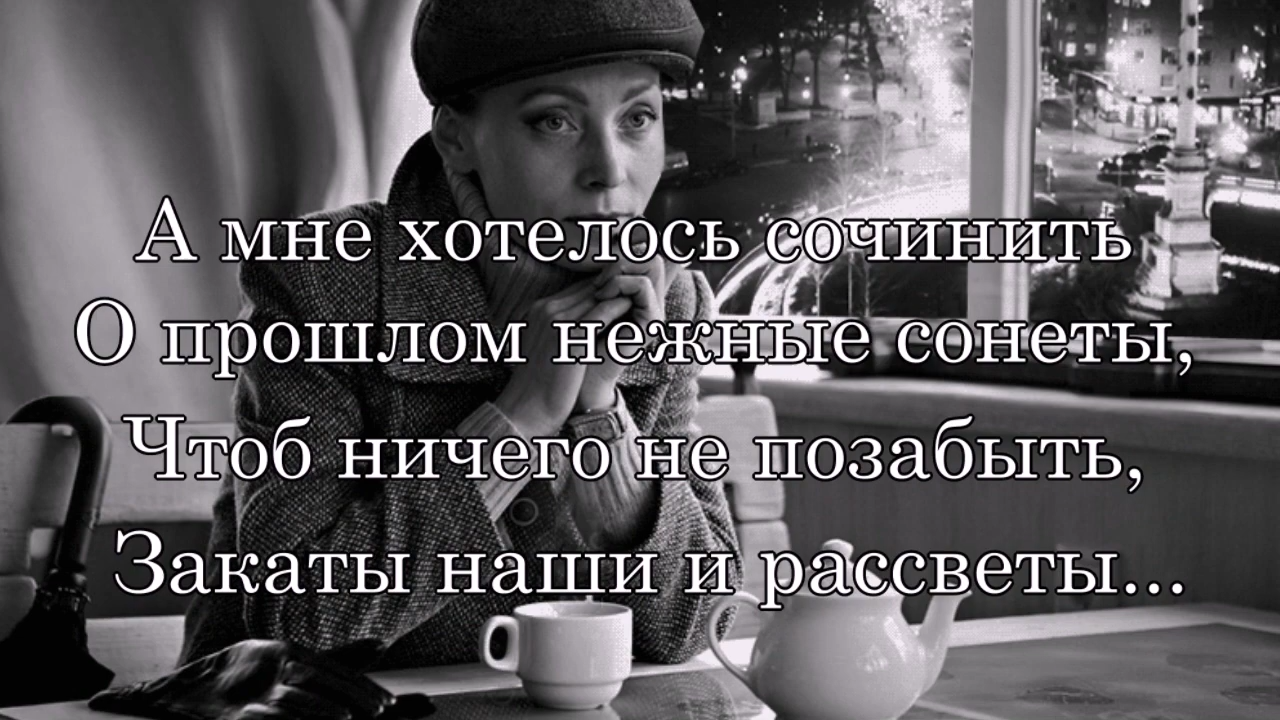 А мне хотелось сочинить
О прошлом нежные сонеты,
Чтоб ничего не позабыть,
Закаты наши и рассветы...